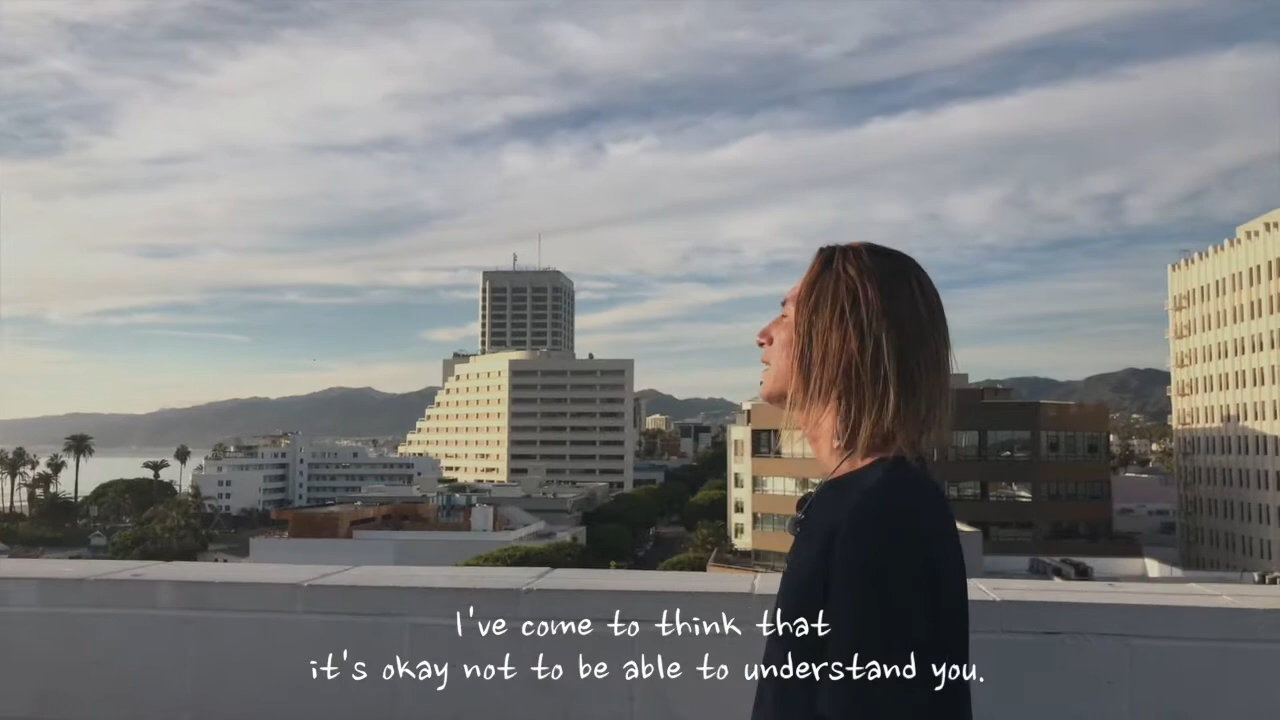 I've come to think that
it's okay not to be able to understand you.